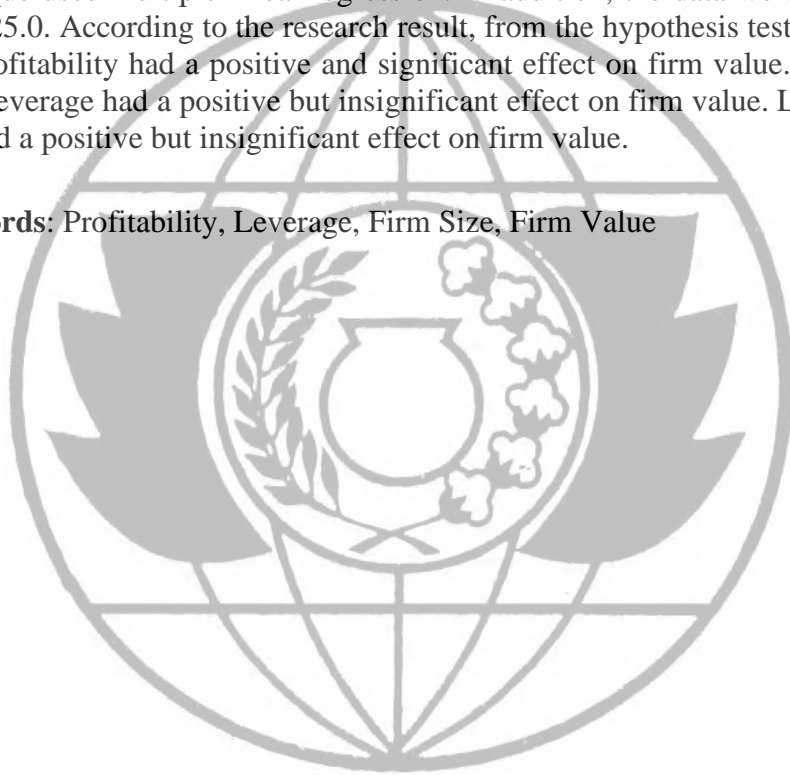 25.0. According to the research result, from the hypothesis test
ofitability had a positive and significant effect on firm value.
everage had a positive but insignificant effect on firm value. L
d a positive but insignificant effect on firm value.
rds: Profitability, Leverage, Firm Size, Firm Value